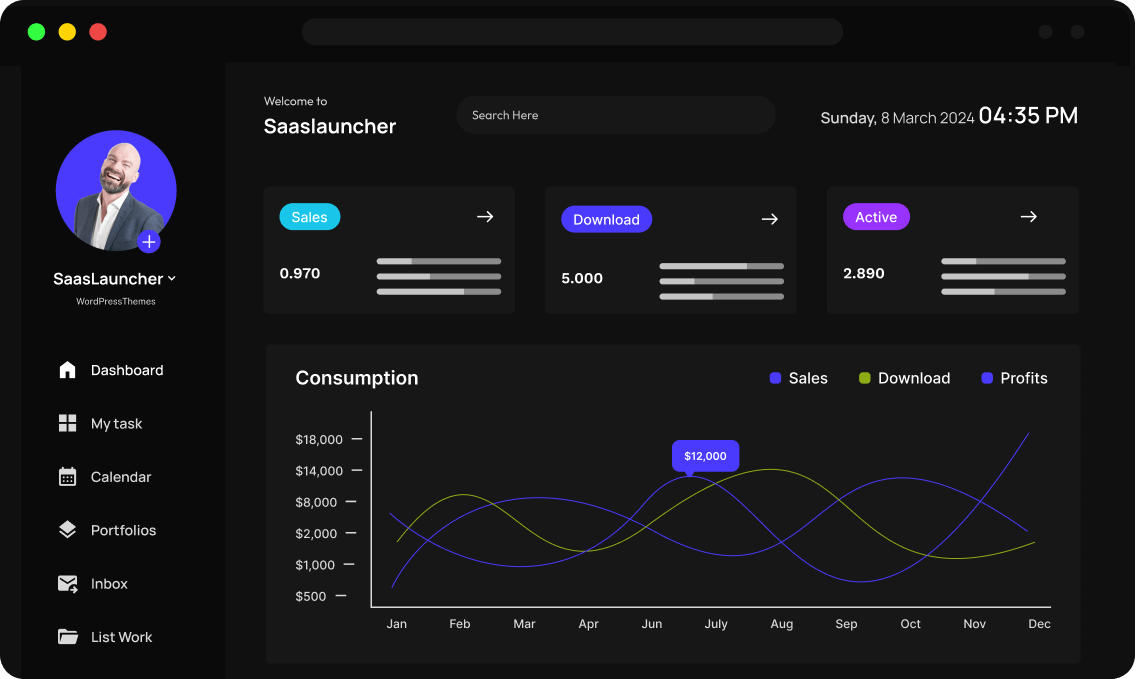 Welcome to
Saaslauncher
Search Here
Sunday, 8 March 2024 04:35 PM
SaasLauncher
WordPressThemes
Dashboard
My task
Calendar
Portfolios
Inbox
List Work
Sales
0.970
Download
5.000
Active
2.890
Consumption
Sales
Download
Profits
$12,000
$18,000
$14,000
$8,000
$2,000
$1,000
$500
Jan Feb Mar Apr Jun July Aug Sep Oct Nov Dec